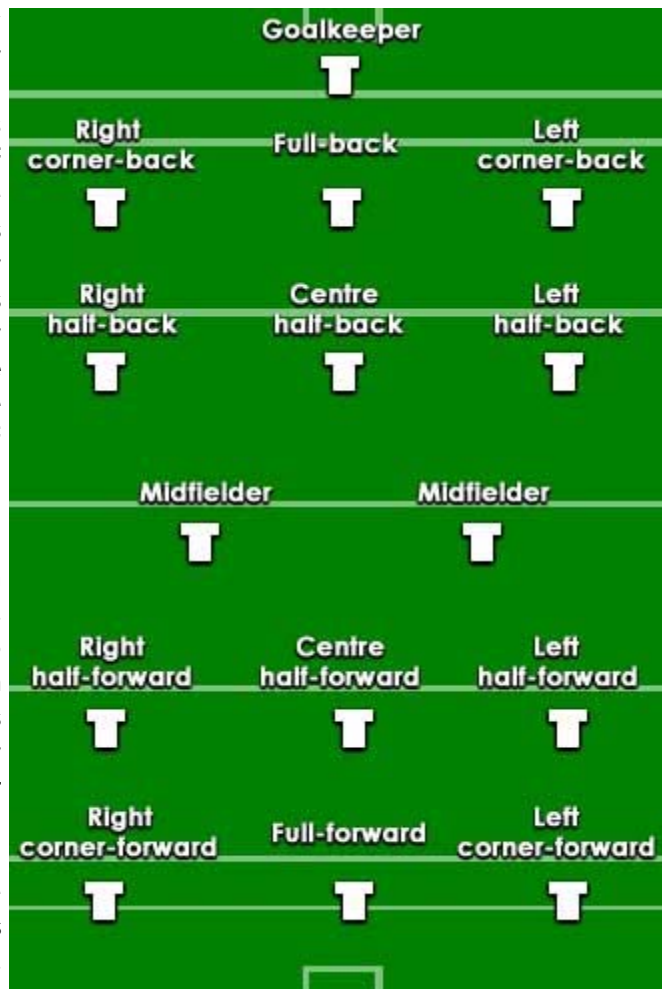 Goalkeeper
Right
corner-back
Full-back
Left
corner-back
Right
half-back
Centre
half-back
Left
half-back
Midfielder
Midfielder
Right
half-forward
Centre
half-forward
Left
half-forward
Right
corner-forward
Full-forward
Left
corner-forward